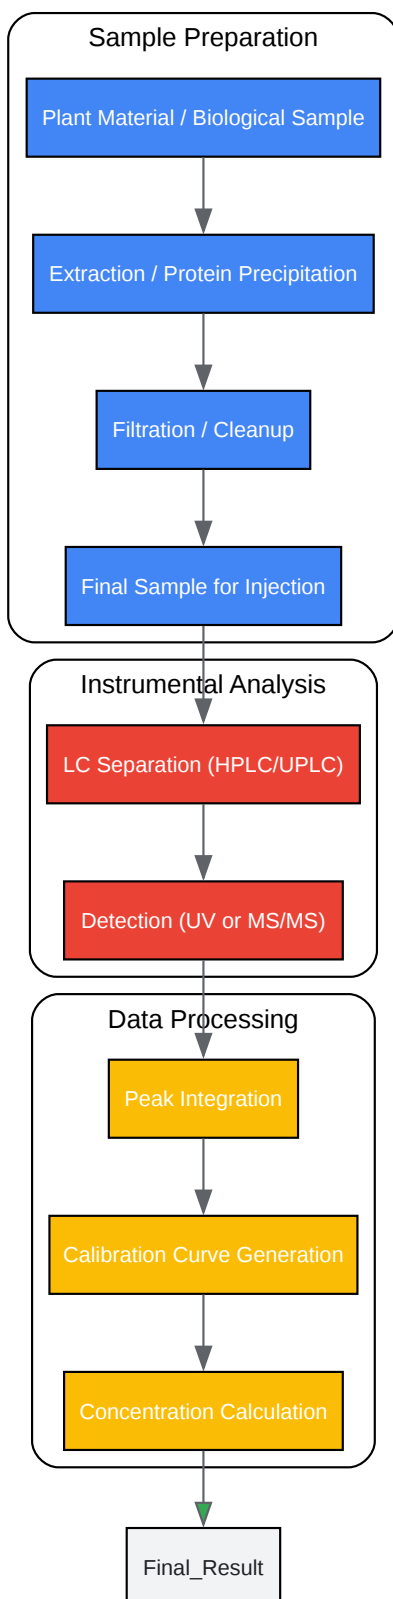 Sample Preparation
Plant Material / Biological Sample
Extraction / Protein Precipitation
Filtration / Cleanup
Final Sample for Injection
Instrumental Analysis
LC Separation (HPLC/UPLC)
Detection (UV or MS/MS)
Data Processing
Peak Integration
Calibration Curve Generation
Concentration Calculation
Final_Result